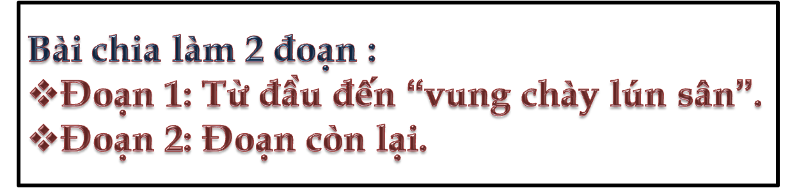 Bài chia làm 2 đoạn :
❖Đoạn 1: Từ đầu đến “vung chày lún sân”.
❖Đoạn 2: Đoạn còn lại.